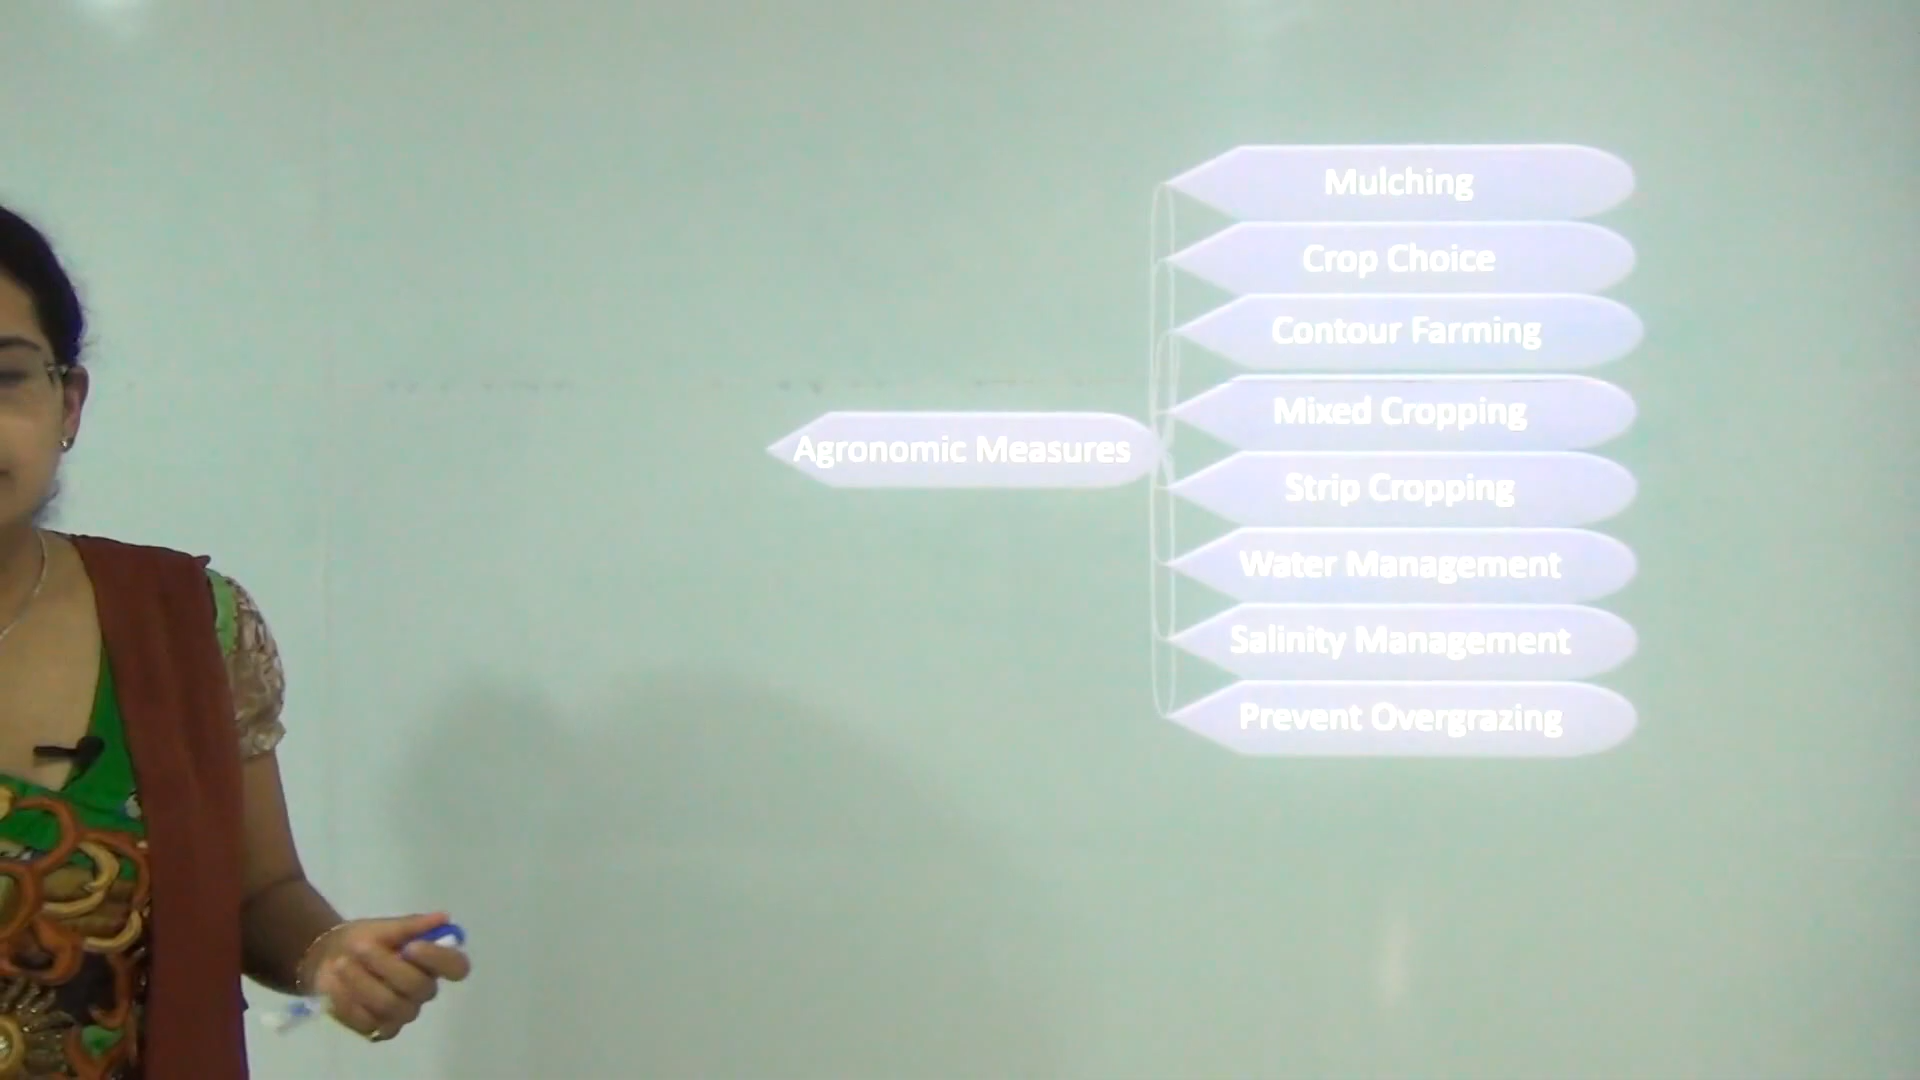 Agronomic Measures
Mulching
Crop Choice
Contour Farming
Mixed Cropping
Strip Cropping
Water Management
Salinity Management
Prevent Overgrazing